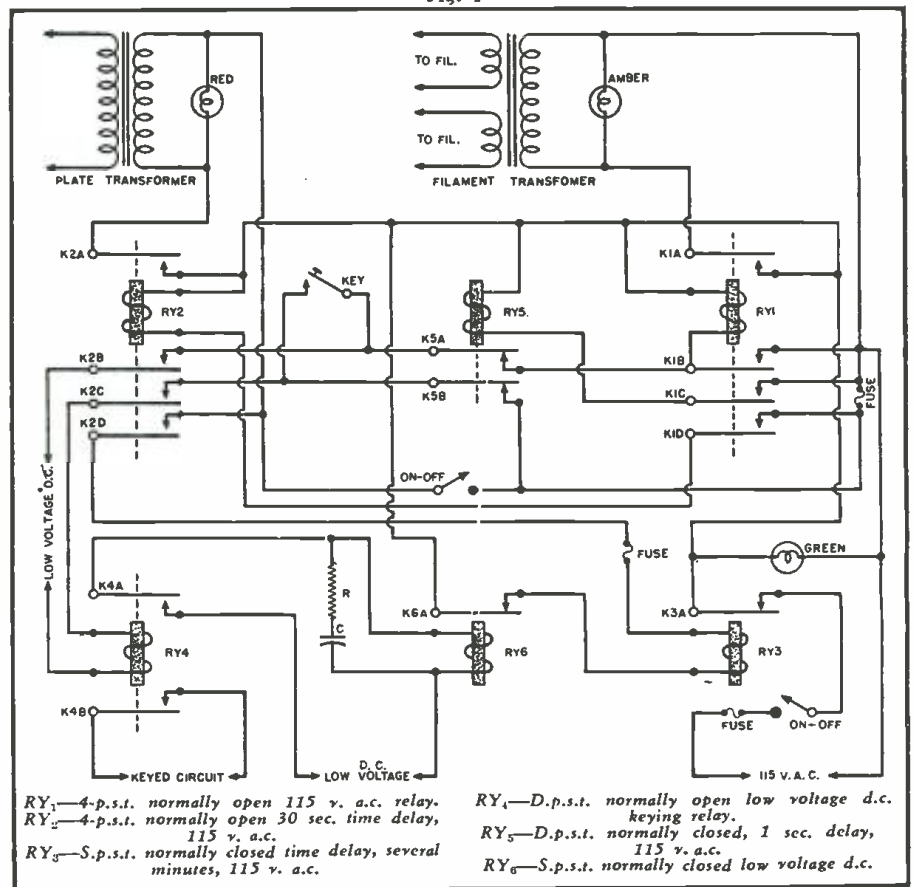 RED
TO FIL.
AMBER
TO FIL.
PLATE TRANSFORMER
FILAMENT TRANSFOMER
K2A
K1A
KEY
RY2
RY5.
RY1
K5A
K2B
K1B
K2C
K5B
K1C
FUSE
K2D
K1D
ON-OFF
LOW VOLTAGE D.C.
FUSE
GREEN
K4A
R
K6A
K3A
C
RY4
RY6
RY3
K4B
FUSE
ON-OFF
KEYED CIRCUIT
D.C.
LOW VOLTAGE
115 V. A.C.
RY1—4-p.s.t. normally open 115 v. a.c. relay.
RY2—4-p.s.t. normally open 30 sec. time delay,
115 v. a.c.
RY3—S.p.s.t. normally closed time delay, several
minutes, 115 v. a.c.
RY4—D.p.s.t. normally open low voltage d.c.
keying relay.
RY5—D.p.s.t. normally closed, 1 sec. delay,
115 v. a.c.
RY6—S.p.s.t. normally closed low voltage d.c.